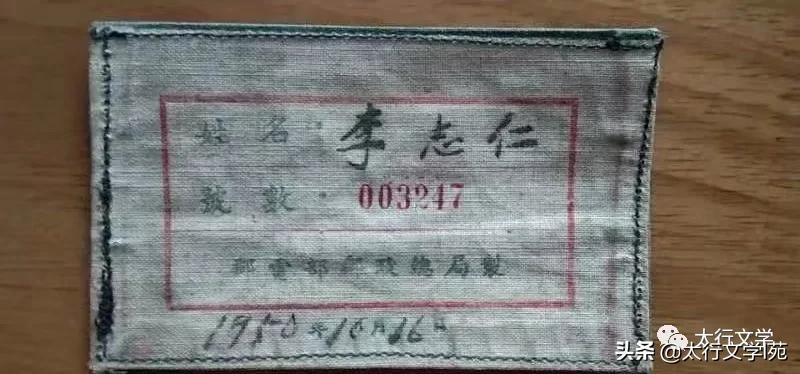 姓名：李志仁
號數：003247
郵電部郵政總局製
1950年10月16日
太行文学
头条@太行文学苑